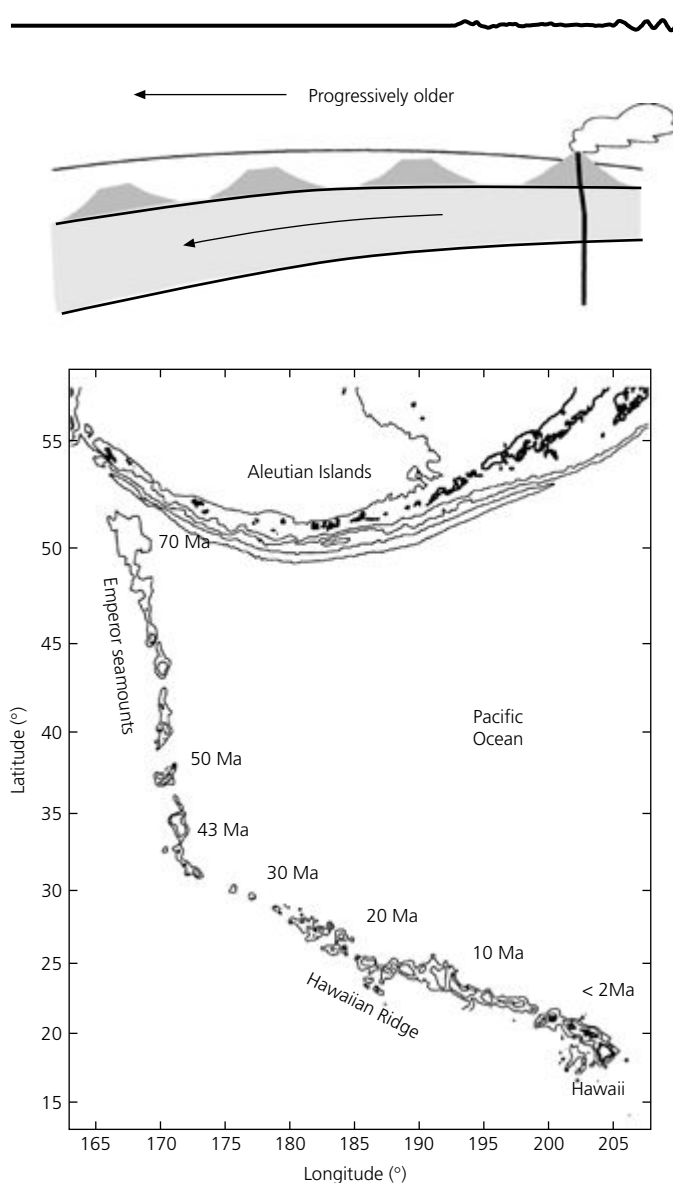 Progressively older
55
Aleutian Islands
50
70 Ma
Emperor seamounts
45
40
Pacific
Ocean
50 Ma
Latitude (°)
35
43 Ma
30
30 Ma
20 Ma
10 Ma
25
< 2Ma
Hawaiian Ridge
20
Hawaii
15
165 170 175 180 185 190 195 200 205
Longitude (°)